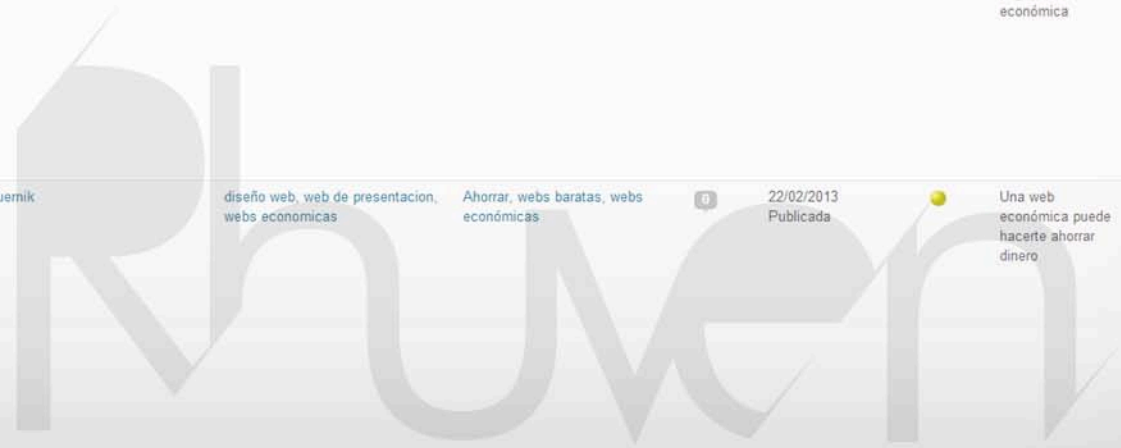 económica
uernik
diseño web, web de presentacion,
webs economicas
Ahorrar, webs baratas, webs
económicas
0
22/02/2013
Publicada
Una web
económica puede
hacerte ahorrar
dinero
Rhuven